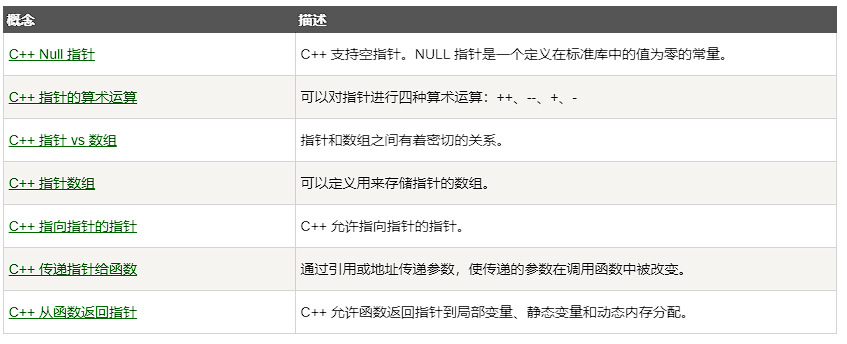 概念 描述
C++ Null 指针 C++ 支持空指针。NULL 指针是一个定义在标准库中的值为零的常量。
C++ 指针的算术运算 可以对指针进行四种算术运算：++、--、+、-
C++ 指针 vs 数组 指针和数组之间有着密切的关系。
C++ 指针数组 可以定义用来存储指针的数组。
C++ 指向指针的指针 C++ 允许指向指针的指针。
C++ 传递指针给函数 通过引用或地址传递参数，使传递的参数在调用函数中被改变。
C++ 从函数返回指针 C++ 允许函数返回指针到局部变量、静态变量和动态内存分配。